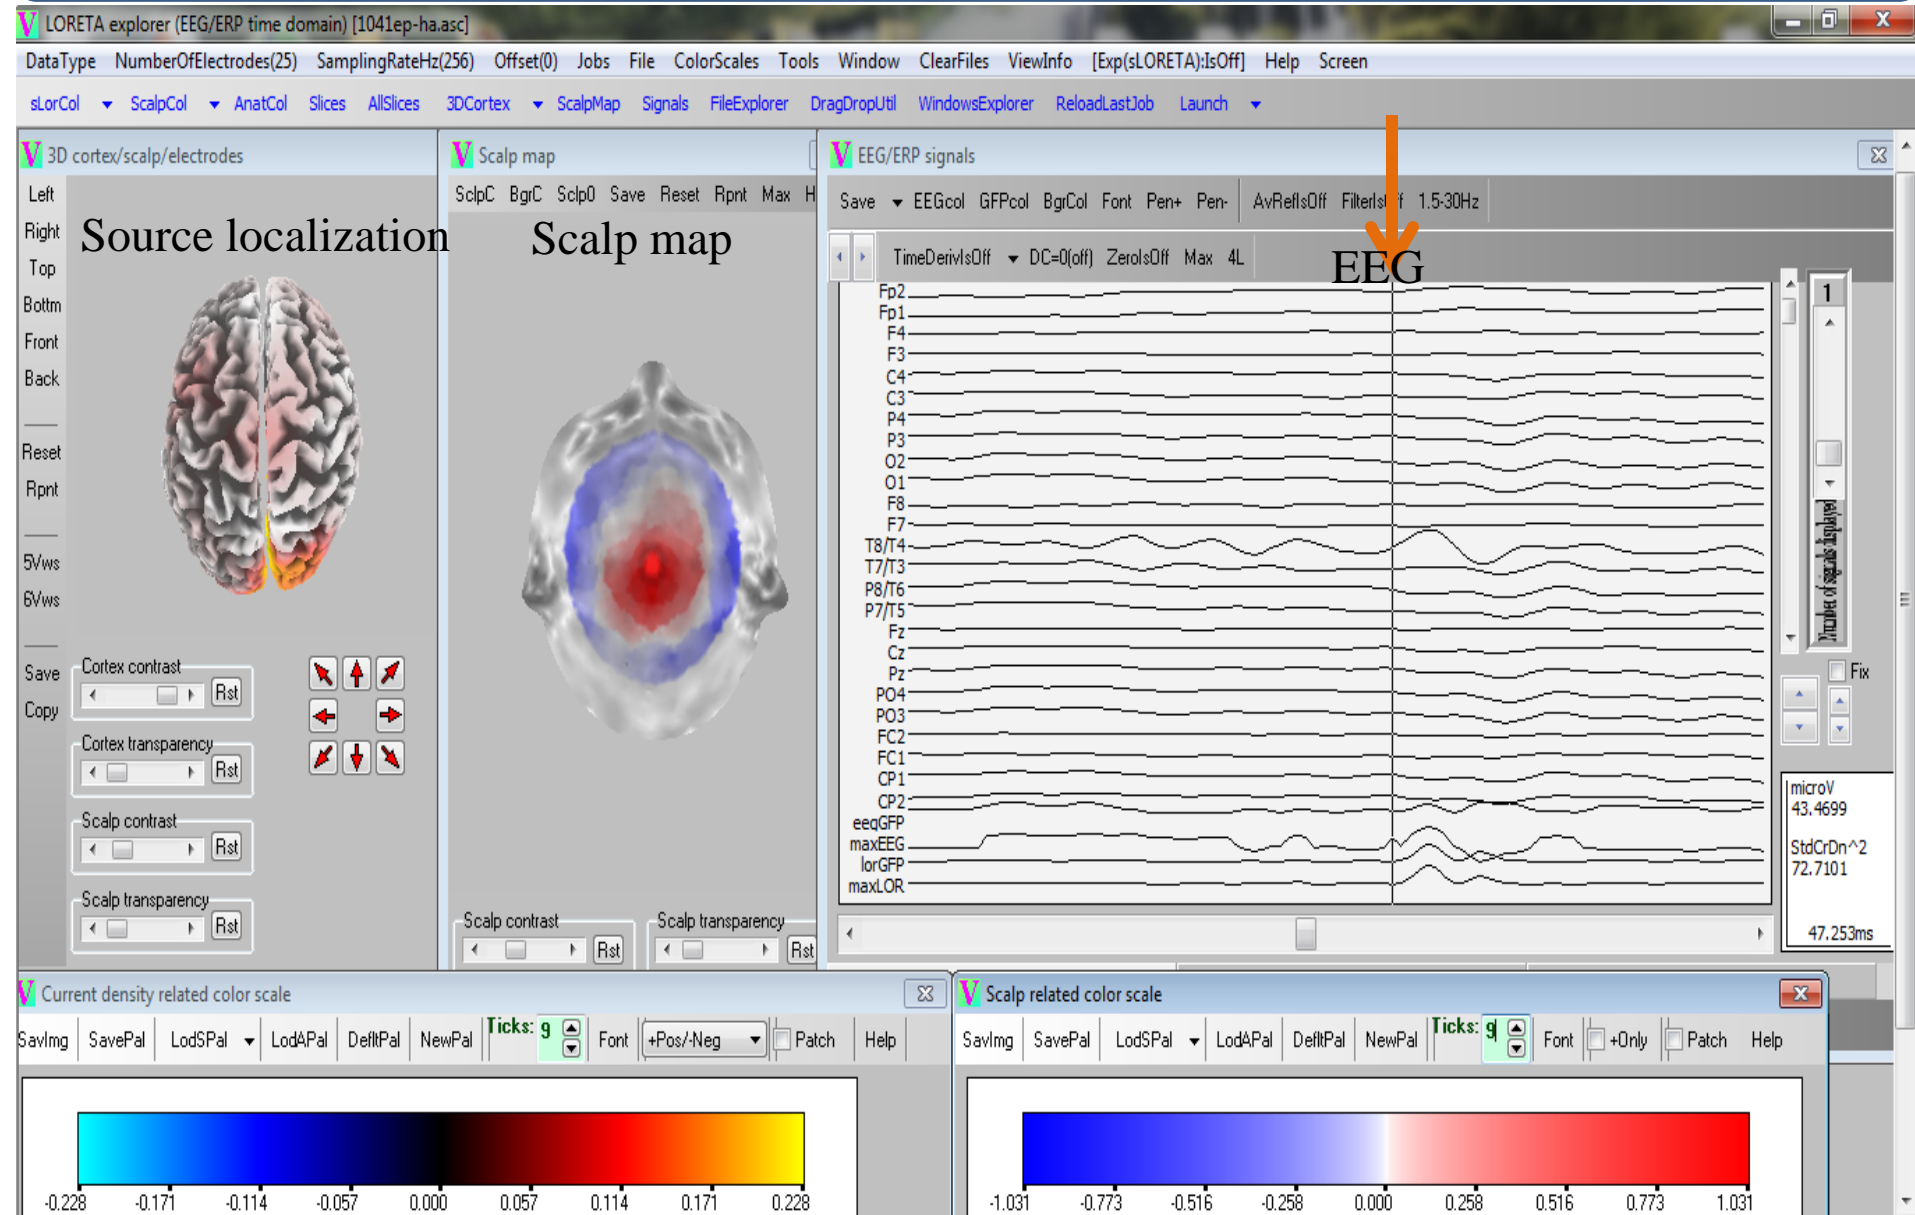 LORETA explorer (EEG/ERP time domain) [1041ep-ha.asc]
DataType NumberOfElectrodes(25) SamplingRateHz(256) Offset(0) Jobs File ColorScales Tools Window ClearFiles ViewInfo [Exp(sLORETA):IsOff] Help Screen
sLorCol ScalpCol AnatCol Slices AllSlices 3DCortex ScalpMap Signals FileExplorer DragDropUtil WindowsExplorer ReloadLastJob Launch
3D cortex/scalp/electrodes
Left
Right
Top
Bottm
Front
Back
Reset
Rpnt
5Vws
6Vws
Save
Copy
Source localization
Cortex contrast
Rst
Cortex transparency
Rst
Scalp contrast
Rst
Scalp transparency
Rst
Scalp map
SclpC BgrC Sclp0 Save Reset Rpnt Max H
Scalp map
Scalp contrast
Rst
Scalp transparency
Rst
EEG/ERP signals
Save EEGcol GFPcol BgrCol Font Pen+ Pen- AvRefIsOff 1.5-30Hz
TimeDerivIsOff DC=0(off) ZeroIsOff Max 4L
EEG
Fp2
Fp1
F4
F3
C4
C3
P4
P3
O2
O1
F8
F7
T8/T4
T7/T3
P8/T6
P7/T5
Fz
Cz
Pz
PO4
PO3
FC2
FC1
CP1
CP2
eegGFP
maxEEG
lorGFP
maxLOR
1
Number of signals displayed
Fix
microV
43.4699
StdCrDn^2
72.7101
47.253ms
Current density related color scale
SavImg SavePal LodSPal LodAPal DefltPal NewPal Ticks: 9 Font +Pos/-Neg Patch Help
-0.228 -0.171 -0.114 -0.057 0.000 0.057 0.114 0.171 0.228
Scalp related color scale
SavImg SavePal LodSPal LodAPal DefltPal NewPal Ticks: 9 Font +Only Patch Help
-1.031 -0.773 -0.516 -0.258 0.000 0.258 0.516 0.773 1.031